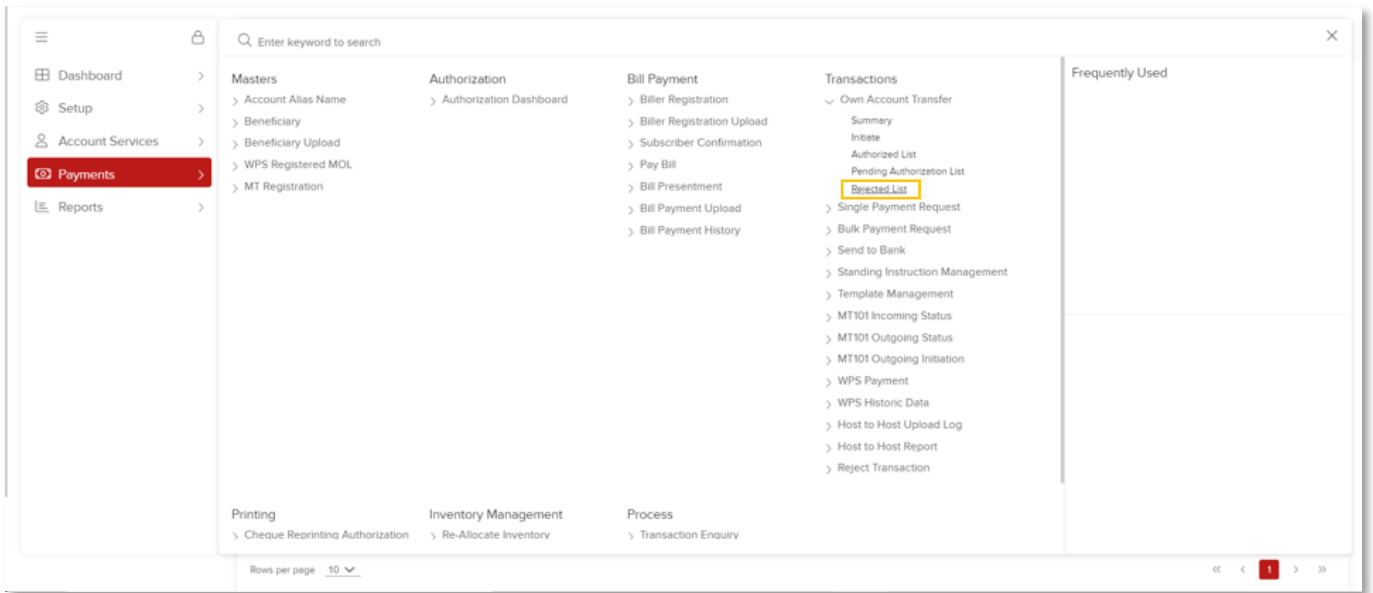 Enter keyword to search
Dashboard
Setup
Account Services
Payments
Reports
Masters
Account Alias Name
Beneficiary
Beneficiary Upload
WPS Registered MOL
MT Registration
Authorization
Authorization Dashboard
Bill Payment
Biller Registration
Biller Registration Upload
Subscriber Confirmation
Pay Bill
Bill Presentment
Bill Payment Upload
Bill Payment History
Transactions
Own Account Transfer
Summary
Initiate
Authorized List
Pending Authorization List
Rejected List
Single Payment Request
Bulk Payment Request
Send to Bank
Standing Instruction Management
Template Management
MT101 Incoming Status
MT101 Outgoing Status
MT101 Outgoing Initiation
WPS Payment
WPS Historic Data
Host to Host Upload Log
Host to Host Report
Reject Transaction
Frequently Used
Printing
Cheque Reprinting Authorization
Inventory Management
Re-Allocate Inventory
Process
Transaction Enquiry
Rows per page 10
1